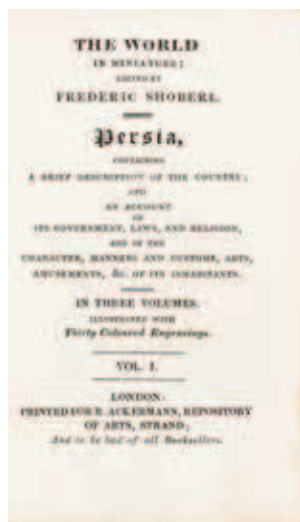 THE WORLD
IN MINIATURE;
EDITED BY
FREDERIC SHOBERL.
Persia,
CONTAINING
A BRIEF DESCRIPTION OF THE COUNTRY;
AND
AN ACCOUNT
OF
ITS GOVERNMENT, LAWS, AND RELIGION,
AND OF THE
CHARACTER, MANNERS AND CUSTOMS, ARTS,
AMUSEMENTS, &c. OF ITS INHABITANTS.
IN THREE VOLUMES.
ILLUSTRATED WITH
Thirty Coloured Engravings.
VOL. I.
LONDON:
PRINTED FOR R. ACKERMANN, REPOSITORY
OF ARTS, STRAND;
And to be had of all Booksellers.